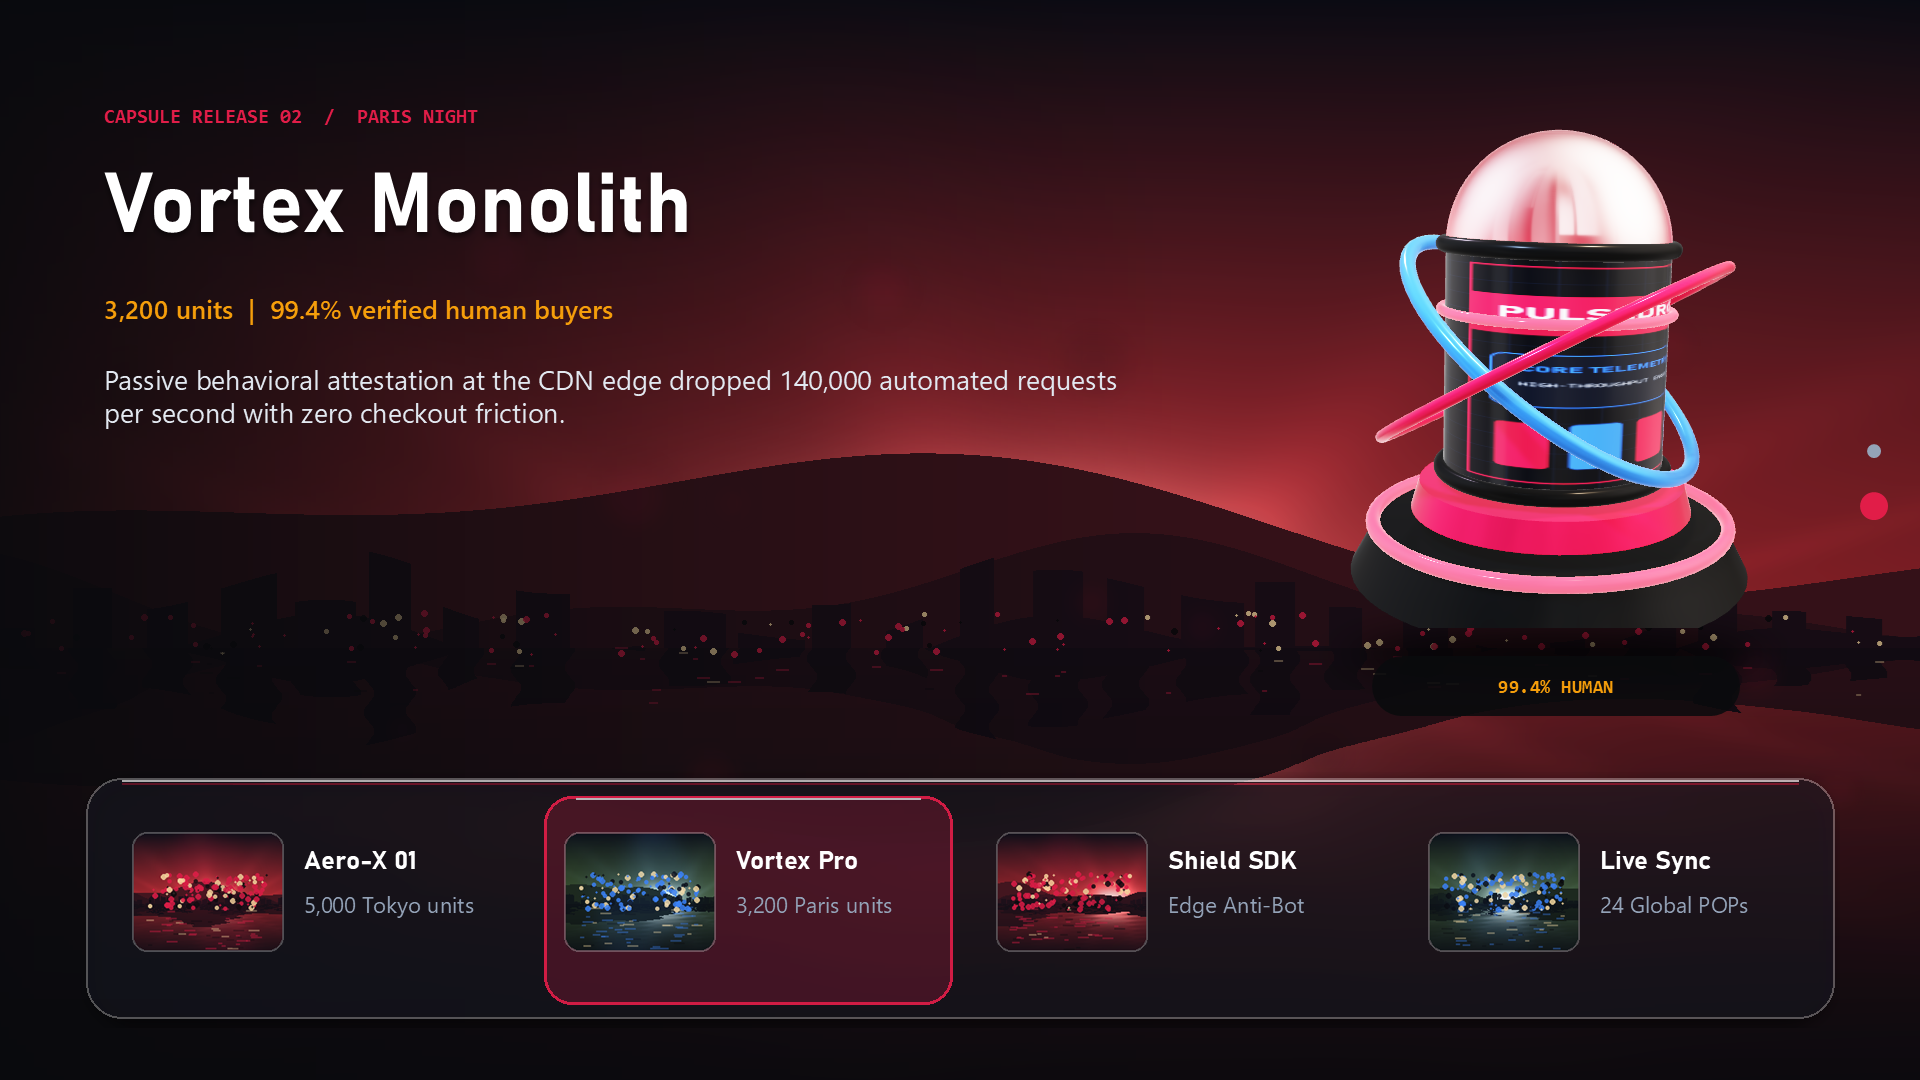 CAPSULE RELEASE 02 / PARIS NIGHT
Vortex Monolith
3,200 units | 99.4% verified human buyers
Passive behavioral attestation at the CDN edge dropped 140,000 automated requests
per second with zero checkout friction.
CORE
HIGH-THROUGHPUT
99.4% HUMAN
Aero-X 01
5,000 Tokyo units
Vortex Pro
3,200 Paris units
Shield SDK
Edge Anti-Bot
Live Sync
24 Global POPs